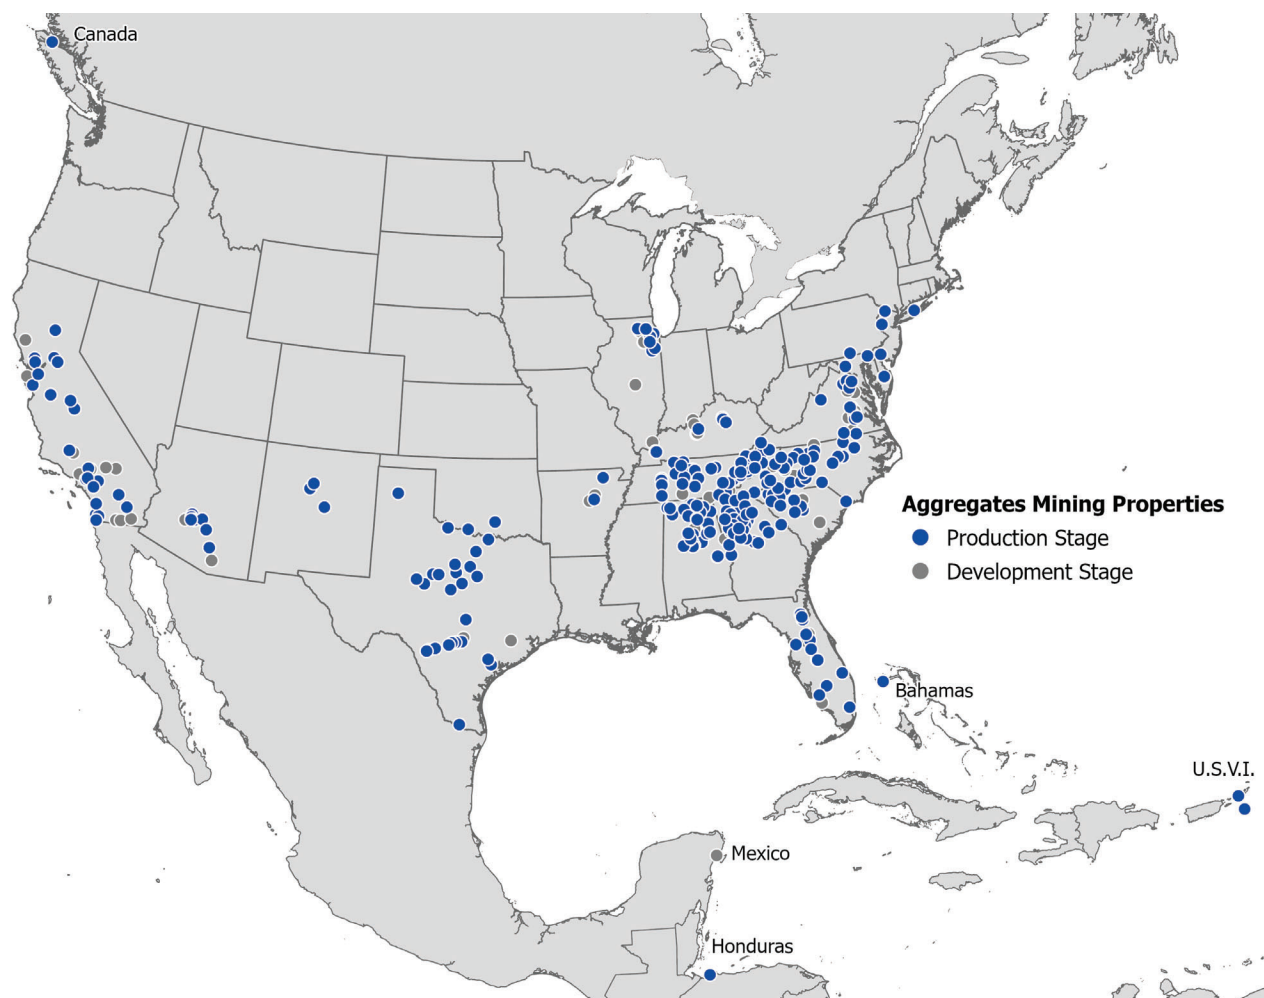 Canada
Aggregates Mining Properties
Production Stage
Development Stage
Bahamas
U.S.V.I.
Mexico
Honduras